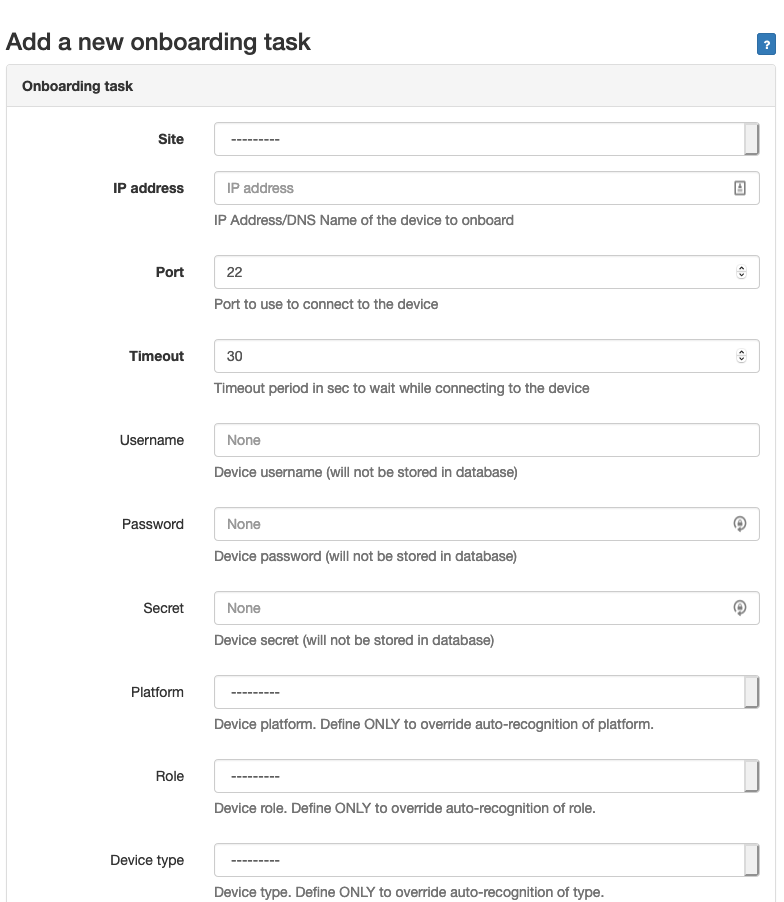 Add a new onboarding task
?
Onboarding task
Site ---------
IP address IP address
IP Address/DNS Name of the device to onboard
Port 22
Port to use to connect to the device
Timeout 30
Timeout period in sec to wait while connecting to the device
Username None
Device username (will not be stored in database)
Password None
Device password (will not be stored in database)
Secret None
Device secret (will not be stored in database)
Platform ---------
Device platform. Define ONLY to override auto-recognition of platform.
Role ---------
Device role. Define ONLY to override auto-recognition of role.
Device type ---------
Device type. Define ONLY to override auto-recognition of type.